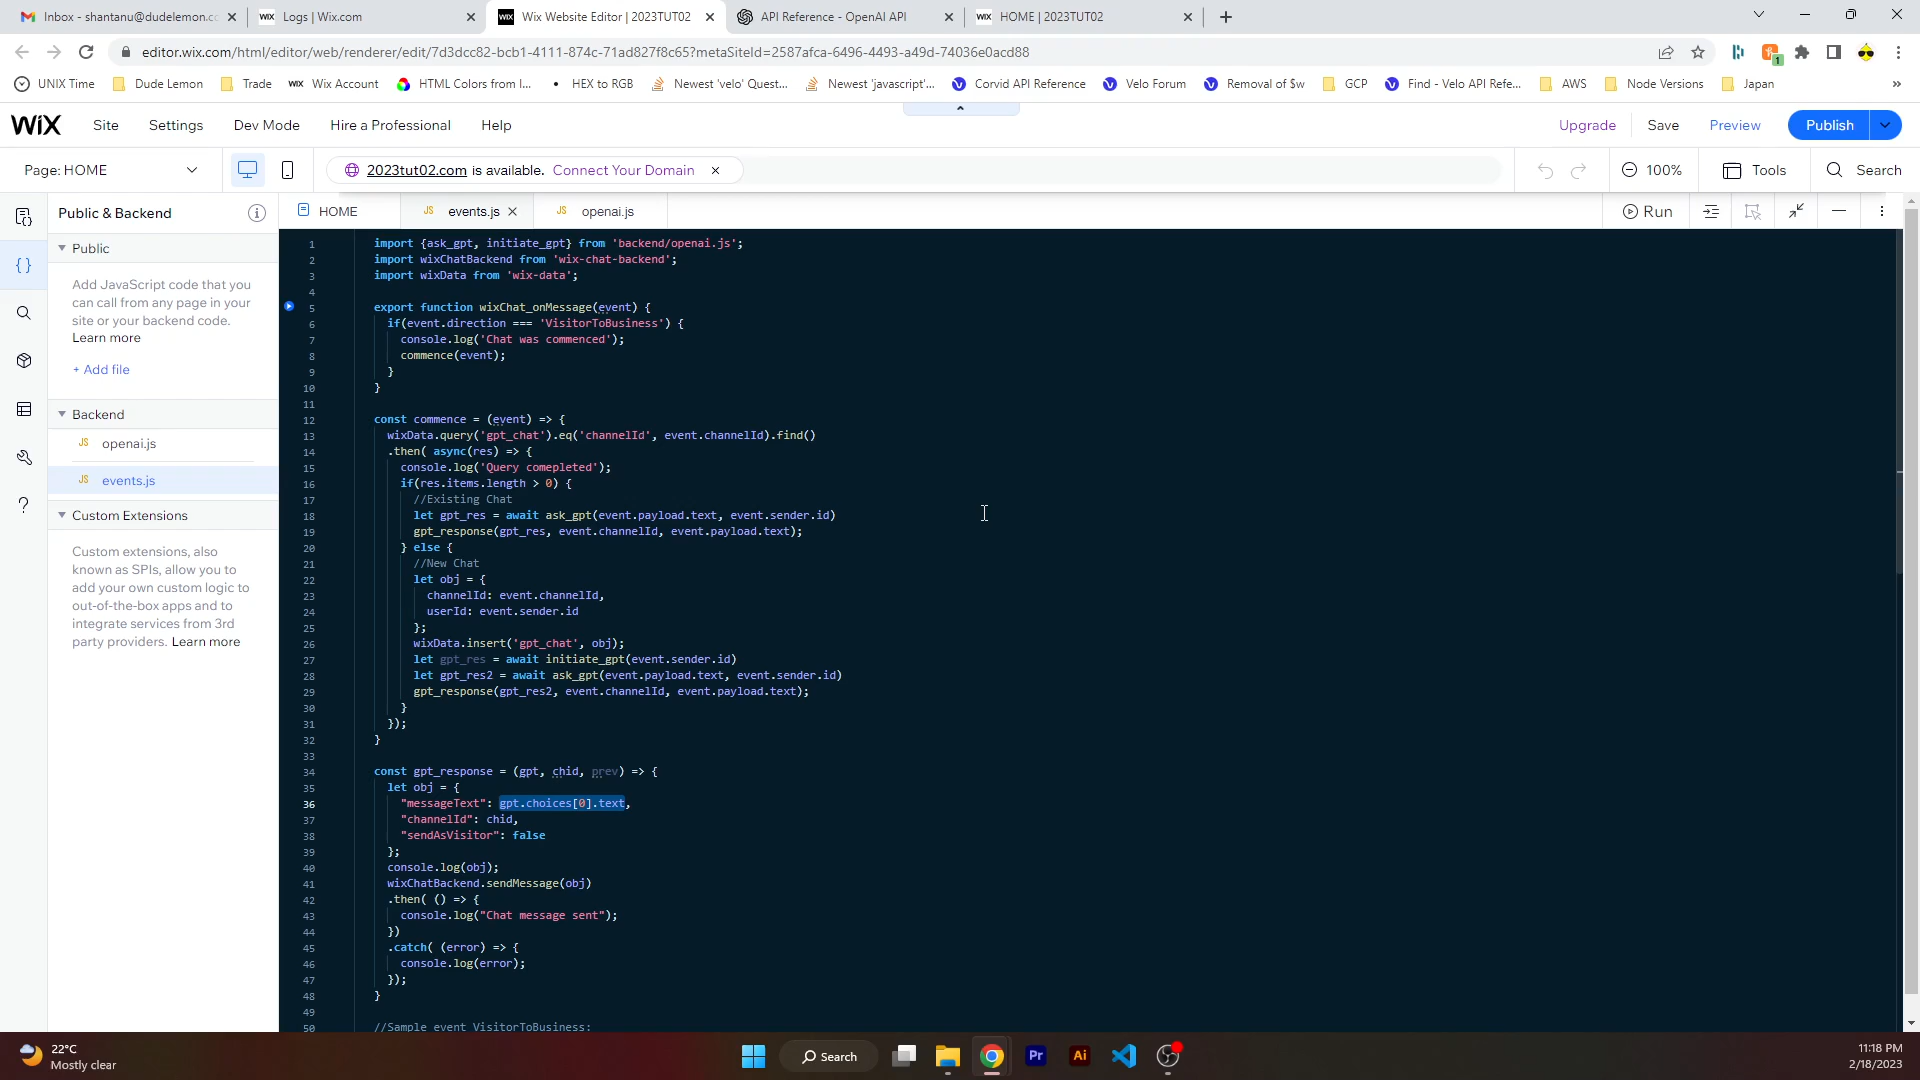 Inbox - shantanu@dudelemon.cc
Logs | Wix.com
Wix Website Editor | 2023TUT02
API Reference - OpenAI API
HOME | 2023TUT02
editor.wix.com/html/editor/web/renderer/edit/7d3dcc82-bcb1-4111-874c-71ad827f8c65?metaSiteId=2587afca-6496-4493-a49d-74036e0acd88
UNIX Time Dude Lemon Trade Wix Account HTML Colors from I... HEX to RGB Newest 'velo' Quest... Newest 'javascript'... Corvid API Reference Velo Forum Removal of $w GCP Find - Velo API Refe... AWS Node Versions Japan »
WIX Site Settings Dev Mode Hire a Professional Help Upgrade Save Preview Publish
Page: HOME 2023tut02.com is available. Connect Your Domain 100% Tools Search
Public & Backend HOME JS events.js JS openai.js Run
Public
Add JavaScript code that you
can call from any page in your
site or your backend code.
Learn more
+ Add file
Backend
JS openai.js
JS events.js
Custom Extensions
Custom extensions, also
known as SPIs, allow you to
add your own custom logic to
out-of-the-box apps and to
integrate services from 3rd
party providers. Learn more
1 import {ask_gpt, initiate_gpt} from 'backend/openai.js';
2 import wixChatBackend from 'wix-chat-backend';
3 import wixData from 'wix-data';
4
5 export function wixChat_onMessage(event) {
6 if(event.direction === 'VisitorToBusiness') {
7 console.log('Chat was commenced');
8 commence(event);
9 }
10 }
11
12 const commence = (event) => {
13 wixData.query('gpt_chat').eq('channelId', event.channelId).find()
14 .then( async(res) => {
15 console.log('Query comepleted');
16 if(res.items.length > 0) {
17 //Existing Chat
18 let gpt_res = await ask_gpt(event.payload.text, event.sender.id)
19 gpt_response(gpt_res, event.channelId, event.payload.text);
20 } else {
21 //New Chat
22 let obj = {
23 channelId: event.channelId,
24 userId: event.sender.id
25 };
26 wixData.insert('gpt_chat', obj);
27 let gpt_res = await initiate_gpt(event.sender.id)
28 let gpt_res2 = await ask_gpt(event.payload.text, event.sender.id)
29 gpt_response(gpt_res2, event.channelId, event.payload.text);
30 }
31 });
32 }
33
34 const gpt_response = (gpt, chid, prev) => {
35 let obj = {
36 "messageText": gpt.choices[0].text,
37 "channelId": chid,
38 "sendAsVisitor": false
39 };
40 console.log(obj);
41 wixChatBackend.sendMessage(obj)
42 .then( () => {
43 console.log("Chat message sent");
44 })
45 .catch( (error) => {
46 console.log(error);
47 });
48 }
49
50 //Sample event VisitorToBusiness:
22°C
Mostly clear
Search
Pr
Ai
11:18 PM
2/18/2023